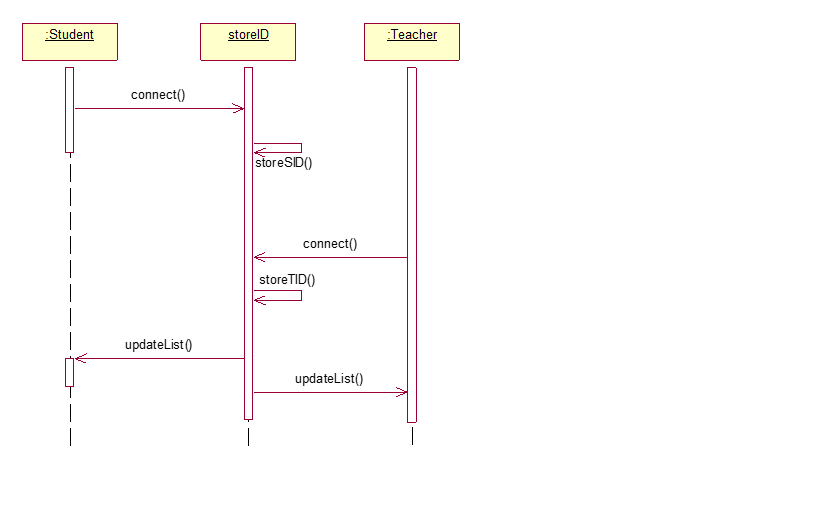 :Student
storeID
:Teacher
connect()
storeSID()
connect()
storeTID()
updateList()
updateList()